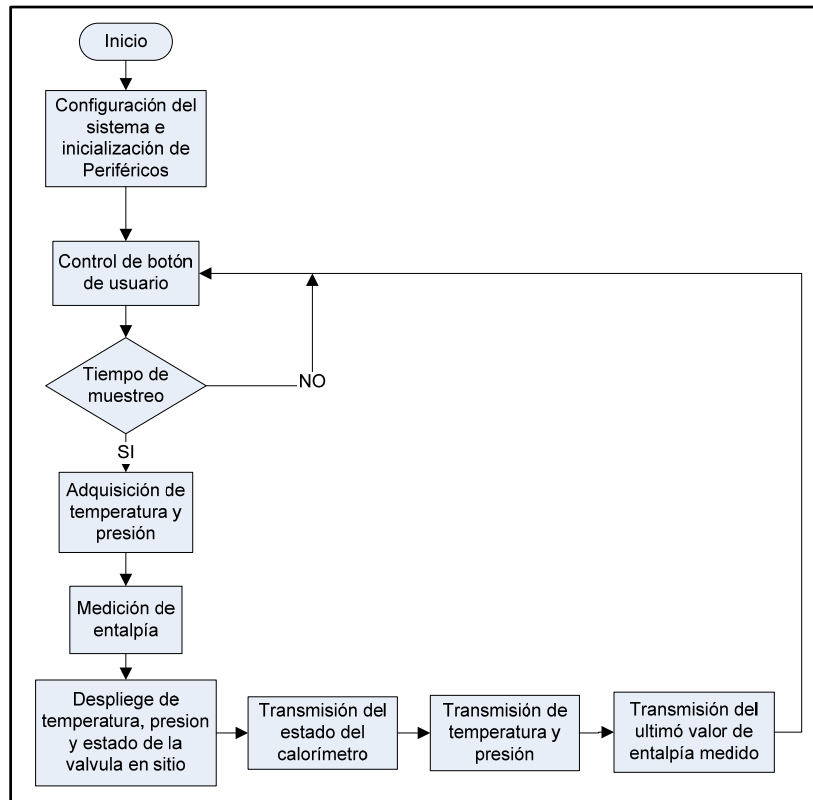 Inicio
Configuración del
sistema e
inicialización de
Periféricos
Control de botón
de usuario
Tiempo de
muestreo
NO
SI
Adquisición de
temperatura y
presión
Medición de
entalpía
Despliege de
temperatura, presion
y estado de la
valvula en sitio
Transmisión del
estado del
calorímetro
Transmisión de
temperatura y
presión
Transmisión del
ultimó valor de
entalpía medido